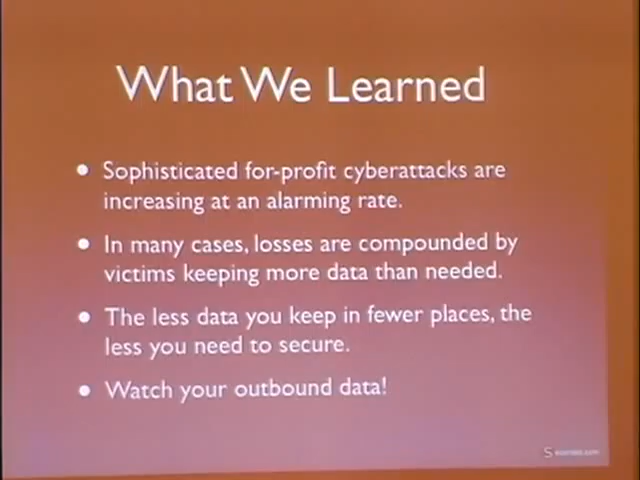 What We Learned
• Sophisticated for-profit cyberattacks are
increasing at an alarming rate.
• In many cases, losses are compounded by
victims keeping more data than needed.
• The less data you keep in fewer places, the
less you need to secure.
• Watch your outbound data!